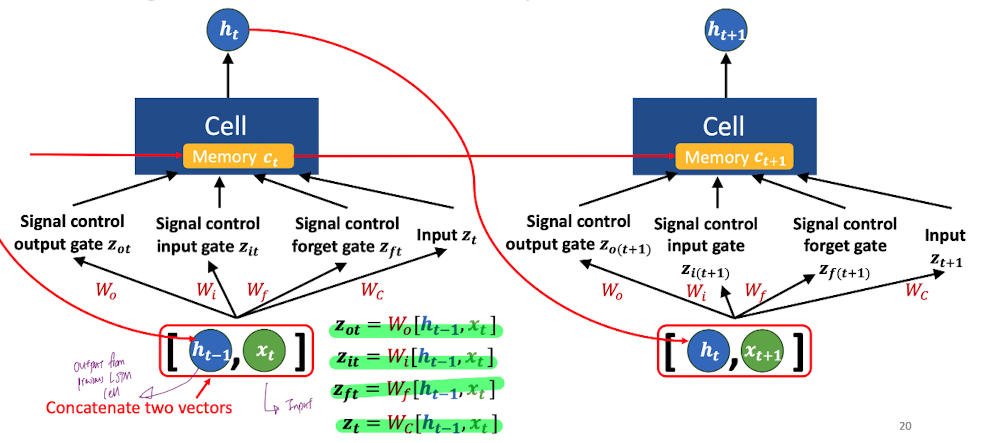 h_t
h_{t+1}
Cell
Cell
Memory c_t
Memory c_{t+1}
Signal control
output gate z_{ot}
Signal control
input gate z_{it}
Signal control
forget gate z_{ft}
Input z_t
Signal control
output gate z_{o(t+1)}
Signal control
input gate
z_{i(t+1)}
Signal control
forget gate
z_{f(t+1)}
Input
z_{t+1}
W_o
W_i
W_f
W_C
W_o
W_i
W_f
W_C
[h_{t-1}, x_t]
z_{ot} = W_o[h_{t-1}, x_t]
z_{it} = W_i[h_{t-1}, x_t]
z_{ft} = W_f[h_{t-1}, x_t]
z_t = W_C[h_{t-1}, x_t]
[h_t, x_{t+1}]
Output from
previous LSTM
cell
Concatenate two vectors
Input
20